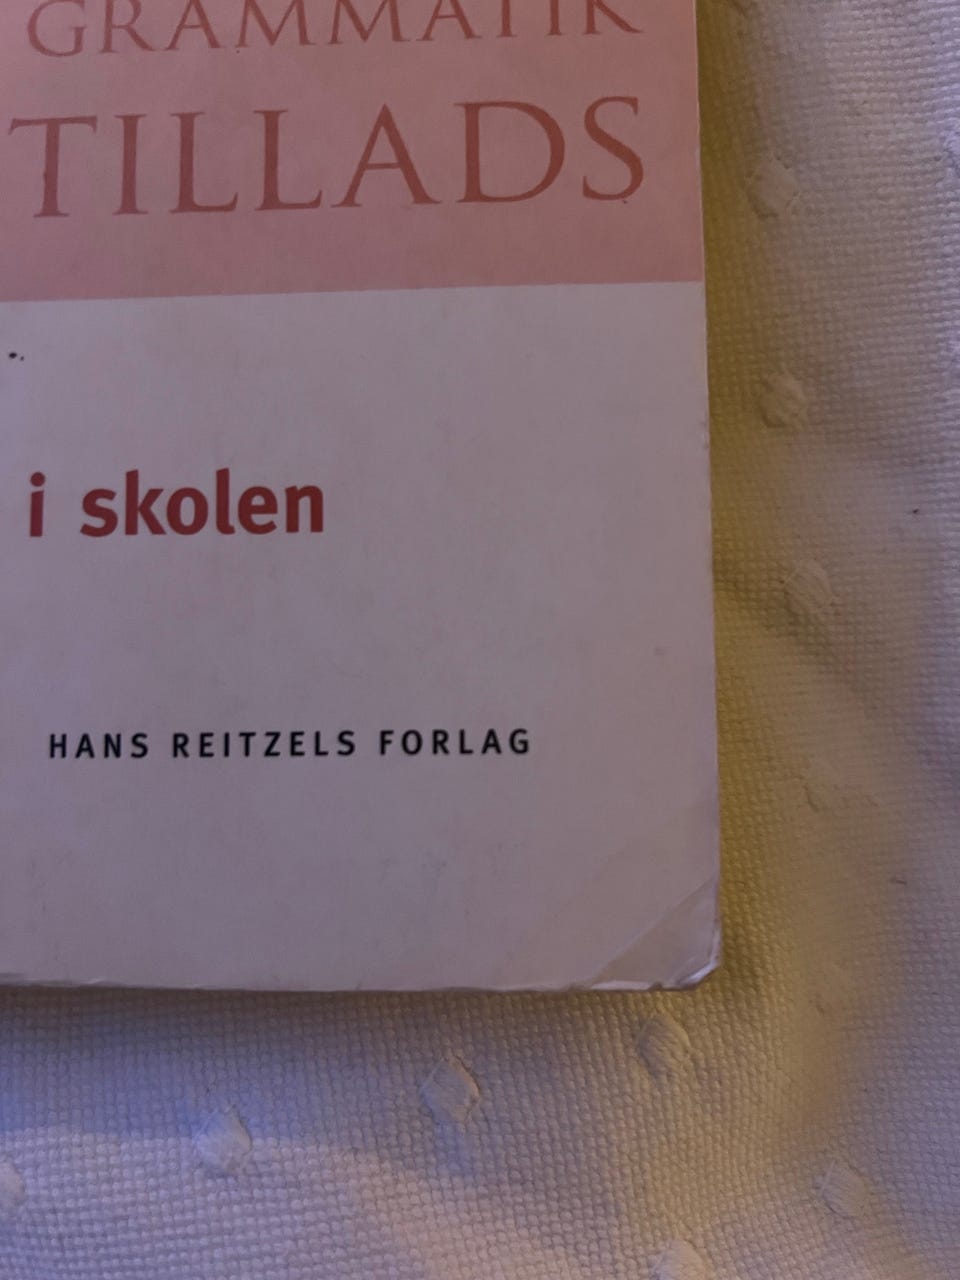 GRAMMATIK
TILLADS
i skolen
HANS REITZELS FORLAG